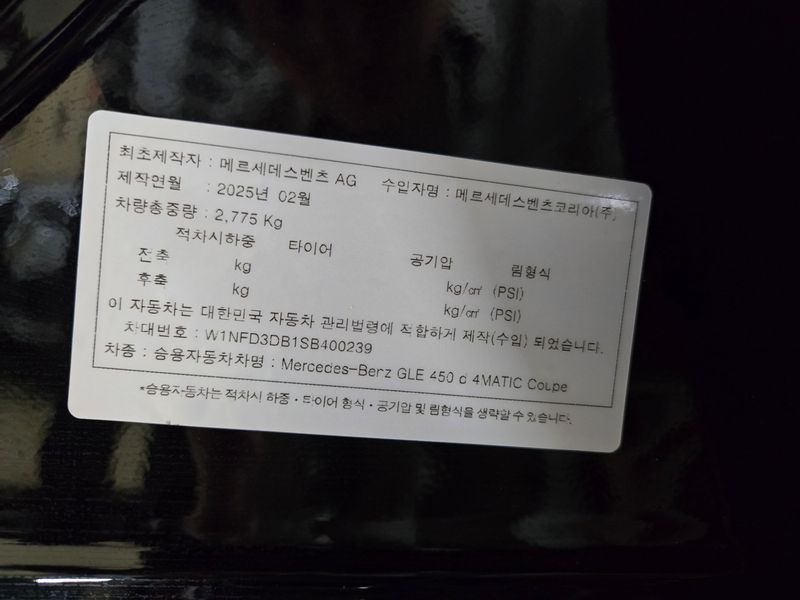 최초제작자 : 메르세데스벤츠 AG 수입자명 : 메르세데스벤츠코리아(주)
제작연월 : 2025년 02월
차량총중량 : 2,775 Kg
적차시하중 타이어 공기압 림형식
전축 kg kg/㎠ (PSI)
후축 kg kg/㎠ (PSI)
이 자동차는 대한민국 자동차 관리법령에 적합하게 제작(수입) 되었습니다.
차대번호 : W1NFD3DB1SB400239
차종 : 승용자동차차명 : Mercedes-Benz GLE 450 d 4MATIC Coupe
*승용자동차는 적차시 하중・타이어 형식・공기압 및 림형식을 생략할 수 있습니다.